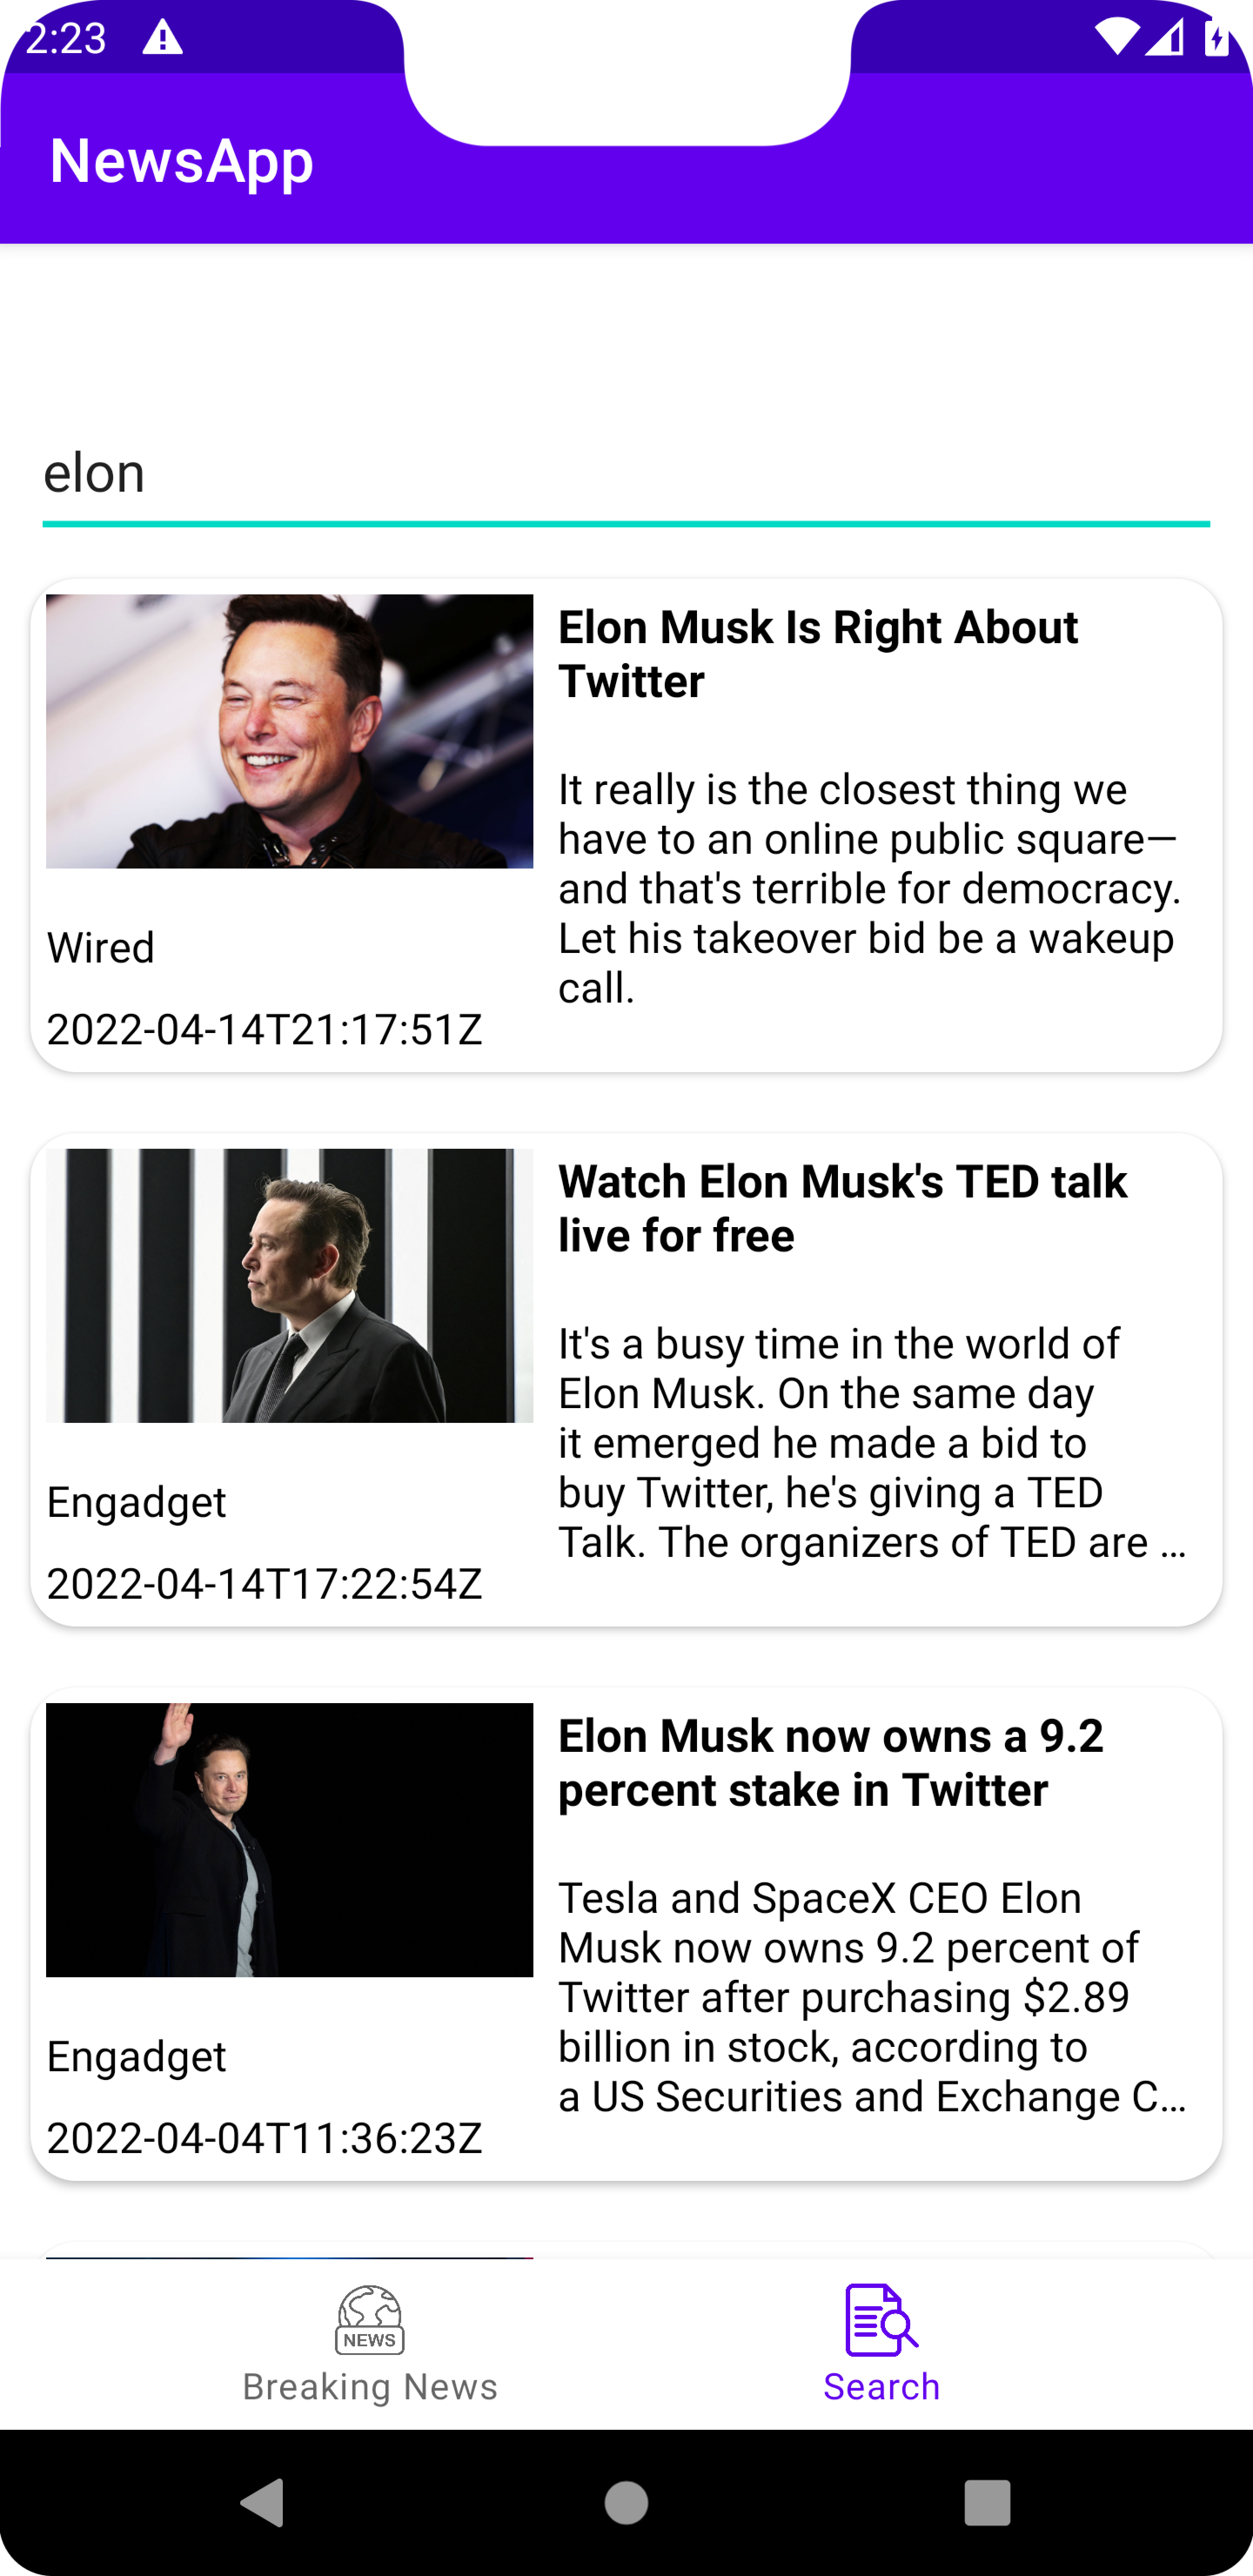 2:23
NewsApp
elon
Elon Musk Is Right About
Twitter
It really is the closest thing we
have to an online public square—
and that's terrible for democracy.
Let his takeover bid be a wakeup
call.
Wired
2022-04-14T21:17:51Z
Watch Elon Musk's TED talk
live for free
It's a busy time in the world of
Elon Musk. On the same day
it emerged he made a bid to
buy Twitter, he's giving a TED
Talk. The organizers of TED are …
Engadget
2022-04-14T17:22:54Z
Elon Musk now owns a 9.2
percent stake in Twitter
Tesla and SpaceX CEO Elon
Musk now owns 9.2 percent of
Twitter after purchasing $2.89
billion in stock, according to
a US Securities and Exchange C…
Engadget
2022-04-04T11:36:23Z
NEWS
Breaking News
Search